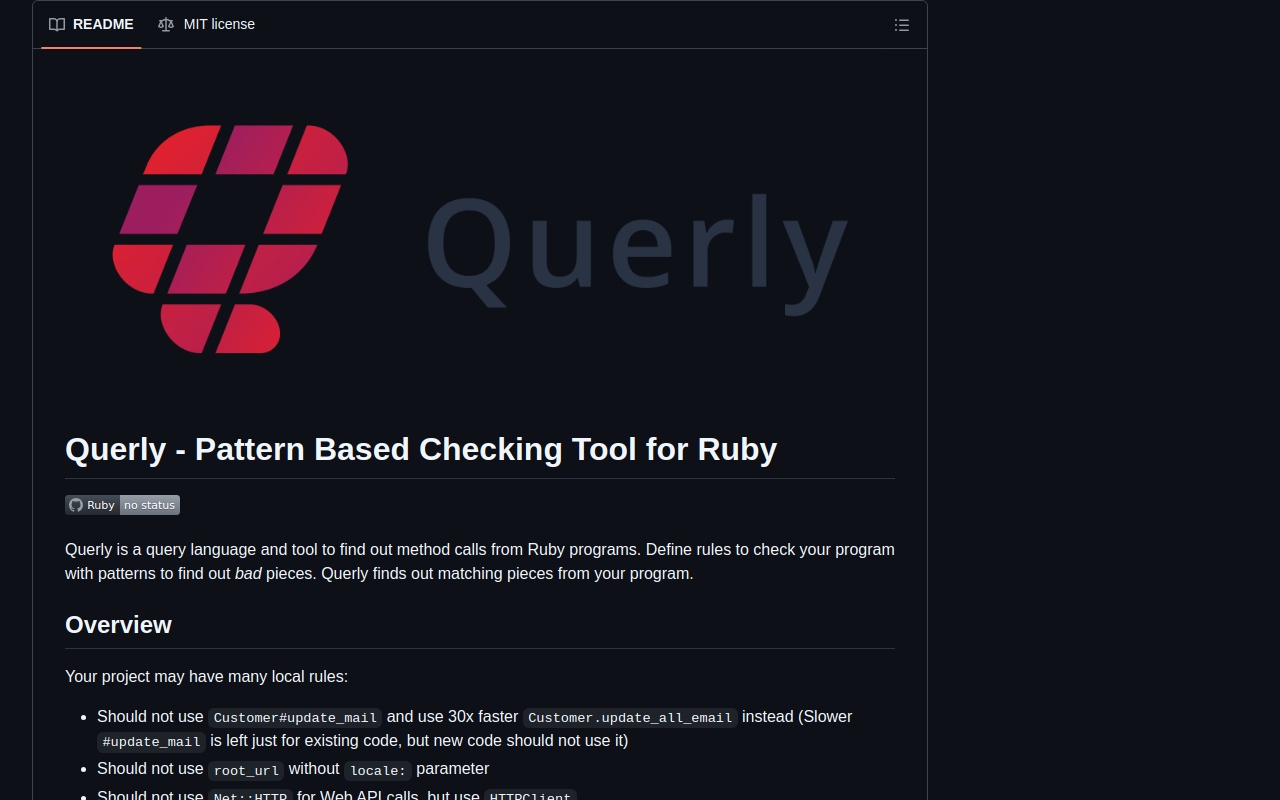 README
MIT license
Querly
Querly - Pattern Based Checking Tool for Ruby
Ruby no status
Querly is a query language and tool to find out method calls from Ruby programs. Define rules to check your program
with patterns to find out bad pieces. Querly finds out matching pieces from your program.
Overview
Your project may have many local rules:
Should not use Customer#update_mail and use 30x faster Customer.update_all_email instead (Slower
#update_mail is left just for existing code, but new code should not use it)
Should not use root_url without locale: parameter
Should not use Net::HTTP for Web API calls, but use HTTPClient